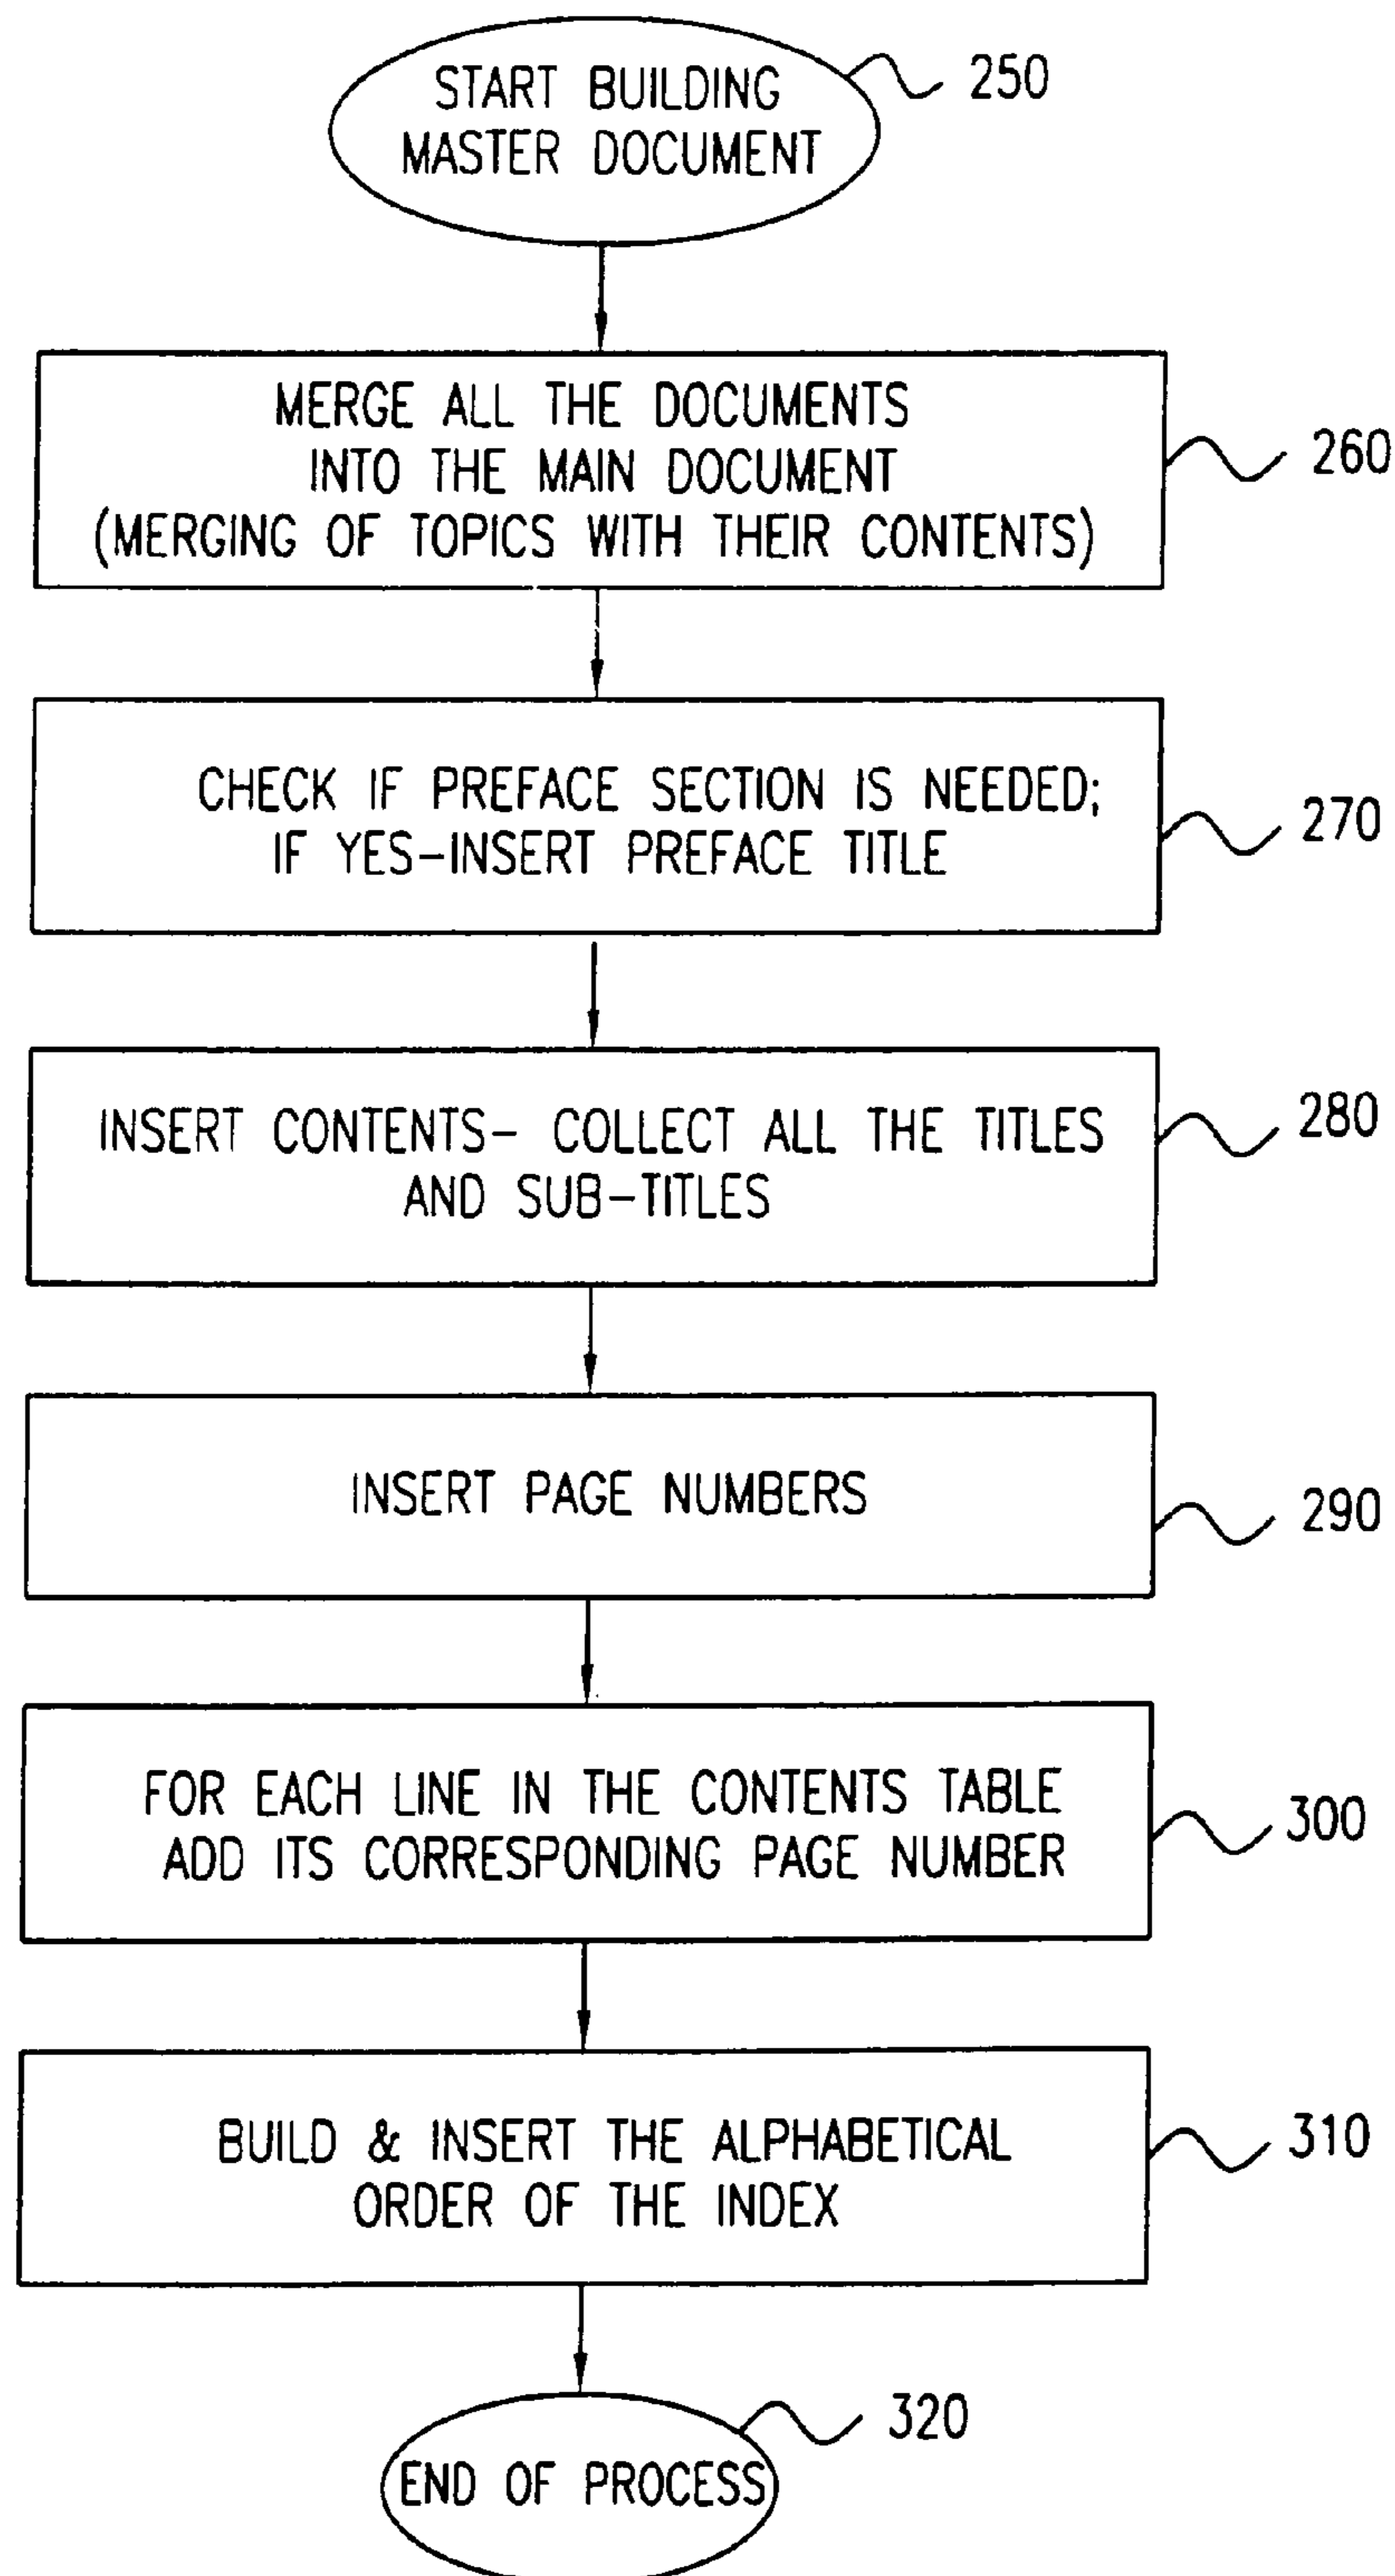 START BUILDING
MASTER DOCUMENT
250
MERGE ALL THE DOCUMENTS
INTO THE MAIN DOCUMENT
(MERGING OF TOPICS WITH THEIR CONTENTS)
260
CHECK IF PREFACE SECTION IS NEEDED;
IF YES-INSERT PREFACE TITLE
270
INSERT CONTENTS- COLLECT ALL THE TITLES
AND SUB-TITLES
280
INSERT PAGE NUMBERS
290
FOR EACH LINE IN THE CONTENTS TABLE
ADD ITS CORRESPONDING PAGE NUMBER
300
BUILD & INSERT THE ALPHABETICAL
ORDER OF THE INDEX
310
END OF PROCESS
320